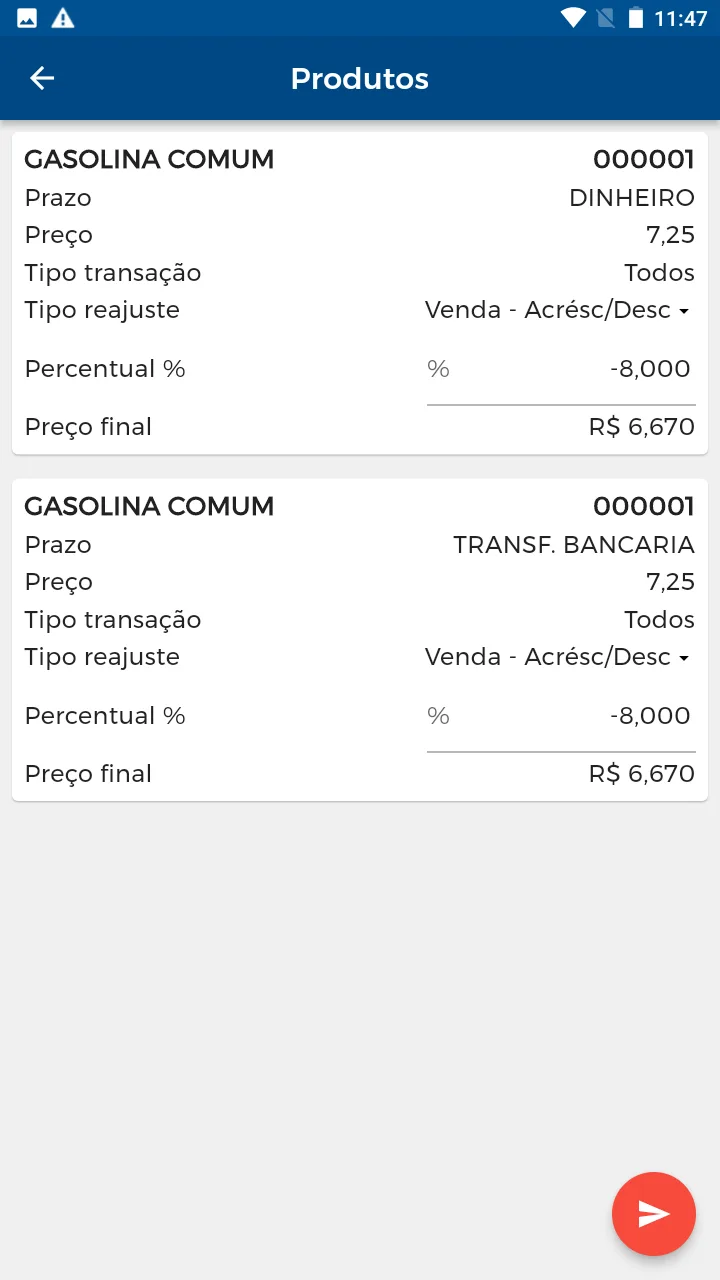 11:47
Produtos
GASOLINA COMUM 000001
Prazo DINHEIRO
Preço 7,25
Tipo transação Todos
Tipo reajuste Venda - Acrésc/Desc
Percentual % % -8,000
Preço final R$ 6,670
GASOLINA COMUM 000001
Prazo TRANSF. BANCARIA
Preço 7,25
Tipo transação Todos
Tipo reajuste Venda - Acrésc/Desc
Percentual % % -8,000
Preço final R$ 6,670